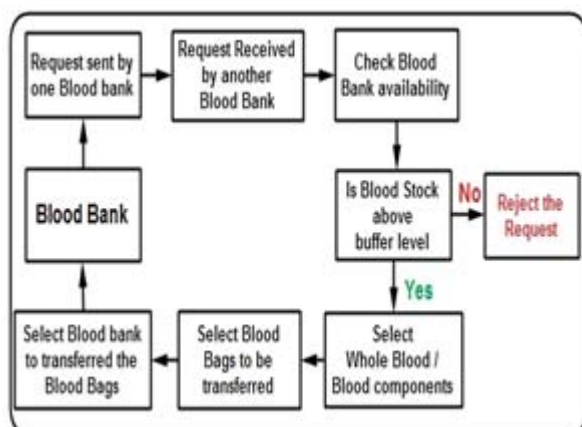 Request sent by
one Blood bank
Request Received
by another
Blood Bank
Check Blood
Bank availability
Blood Bank
Is Blood Stock
above
buffer level
No
Reject the
Request
Yes
Select Blood bank
to transferred the
Blood Bags
Select Blood
Bags to be
transferred
Select
Whole Blood /
Blood components